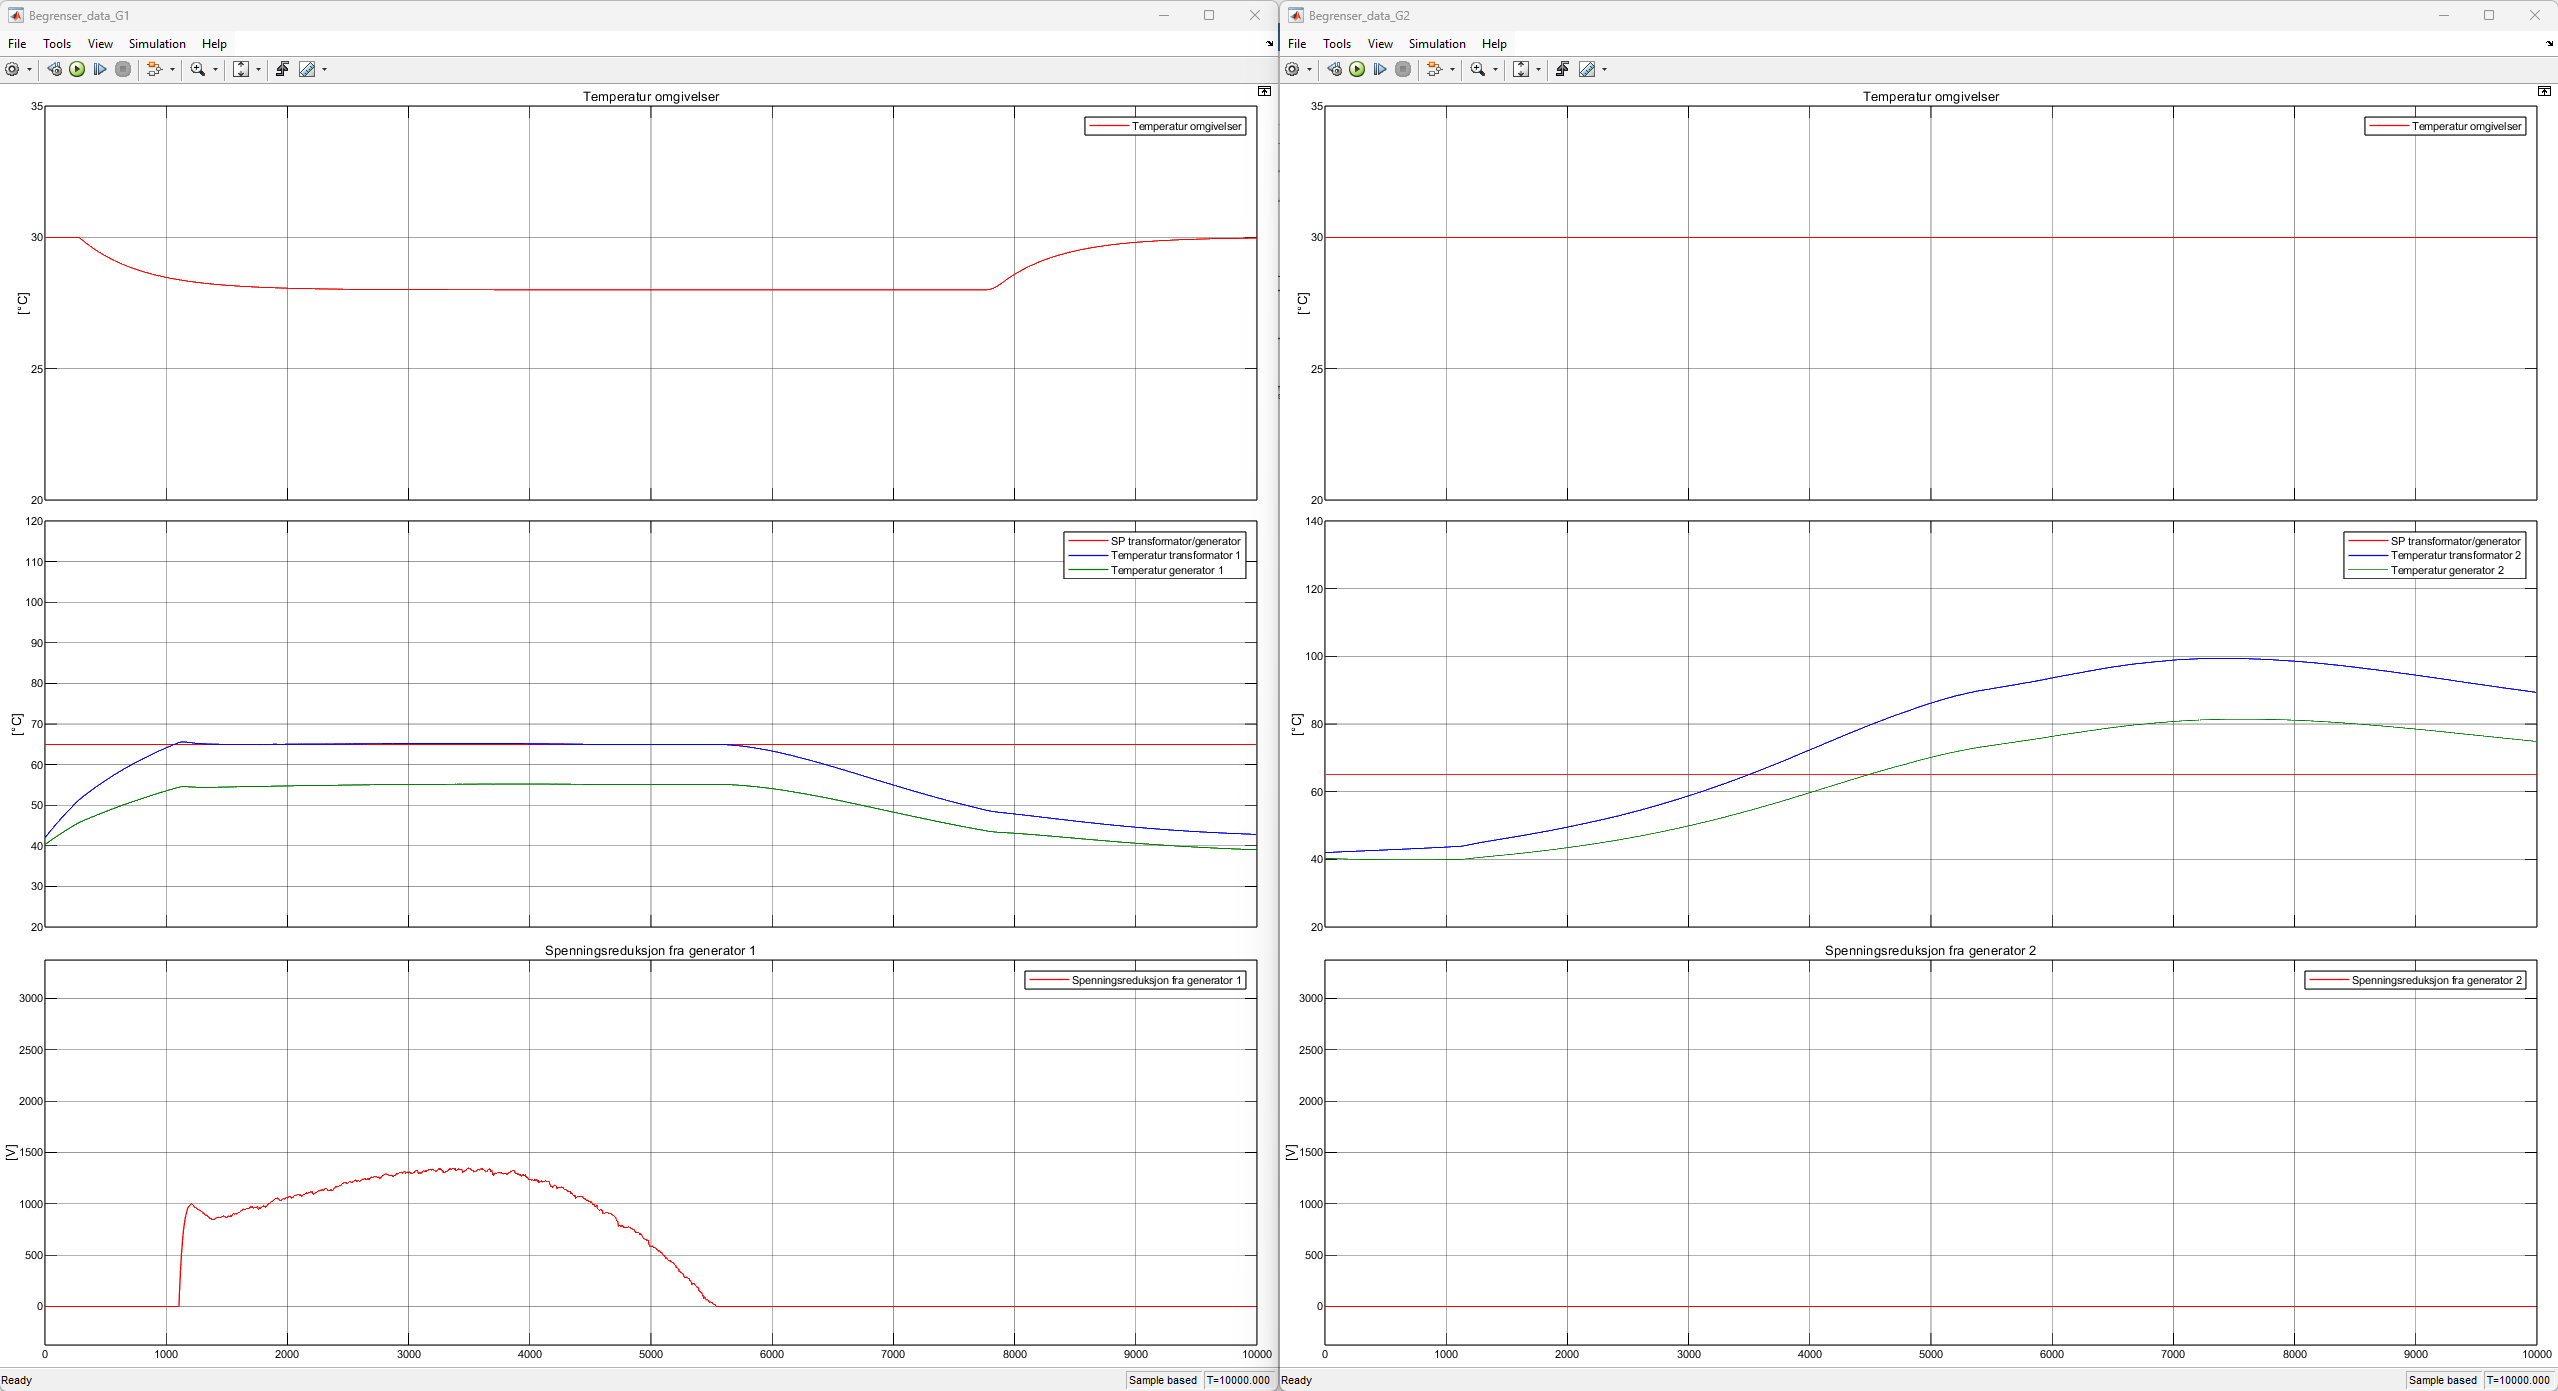 Begrenser_data_G1
File Tools View Simulation Help
Temperatur omgivelser
Temperatur omgivelser
35
30
25
20
[°C]
SP transformator/generator
Temperatur transformator 1
Temperatur generator 1
120
110
100
90
80
70
60
50
40
30
20
[°C]
Spenningsreduksjon fra generator 1
Spenningsreduksjon fra generator 1
3000
2500
2000
1500
1000
500
0
[V]
0 1000 2000 3000 4000 5000 6000 7000 8000 9000 10000
Ready Sample based T=10000.000
Begrenser_data_G2
File Tools View Simulation Help
Temperatur omgivelser
Temperatur omgivelser
35
30
25
20
[°C]
SP transformator/generator
Temperatur transformator 2
Temperatur generator 2
140
120
100
80
60
40
20
[°C]
Spenningsreduksjon fra generator 2
Spenningsreduksjon fra generator 2
3000
2500
2000
1500
1000
500
0
[V]
0 1000 2000 3000 4000 5000 6000 7000 8000 9000 10000
Ready Sample based T=10000.000